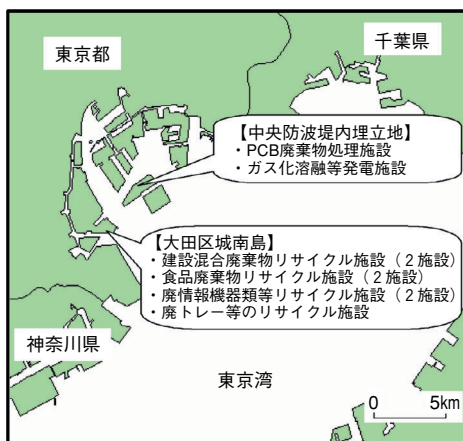 東京都
千葉県
【中央防波堤内埋立地】
・PCB廃棄物処理施設
・ガス化溶融等発電施設
【大田区城南島】
・建設混合廃棄物リサイクル施設（2施設）
・食品廃棄物リサイクル施設（2施設）
・廃情報機器類等リサイクル施設（2施設）
・廃トレー等のリサイクル施設
神奈川県
東京湾
0 5km